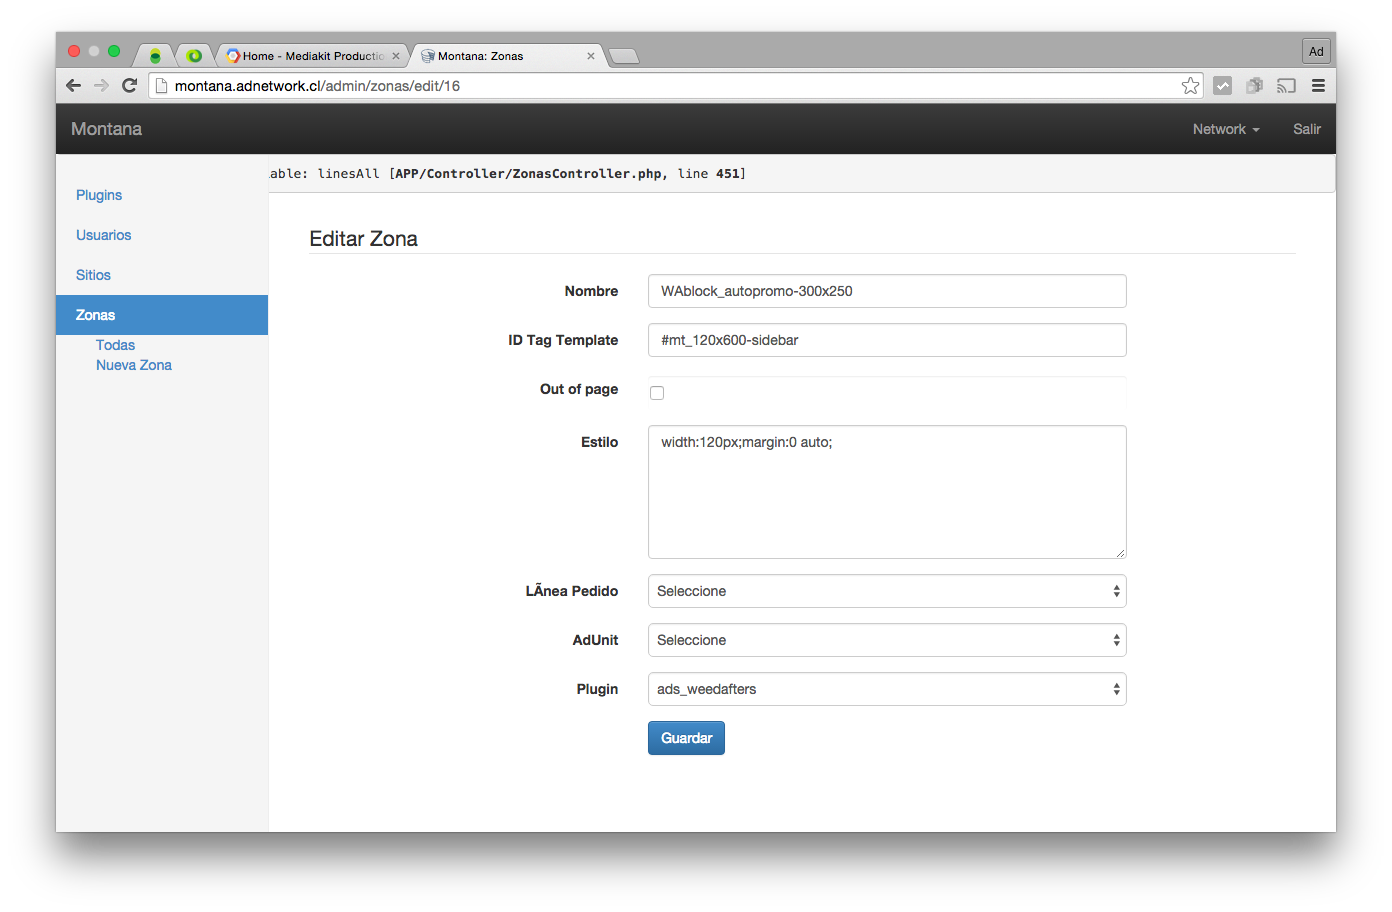 Home - Mediakit Productio
Montana: Zonas
Ad
montana.adnetwork.cl/admin/zonas/edit/16
Montana
Network
Salir
able: linesAll [APP/Controller/ZonasController.php, line 451]
Plugins
Usuarios
Sitios
Zonas
Todas
Nueva Zona
Editar Zona
Nombre
WAblock_autopromo-300x250
ID Tag Template
#mt_120x600-sidebar
Out of page
Estilo
width:120px;margin:0 auto;
LÃnea Pedido
Seleccione
AdUnit
Seleccione
Plugin
ads_weedafters
Guardar